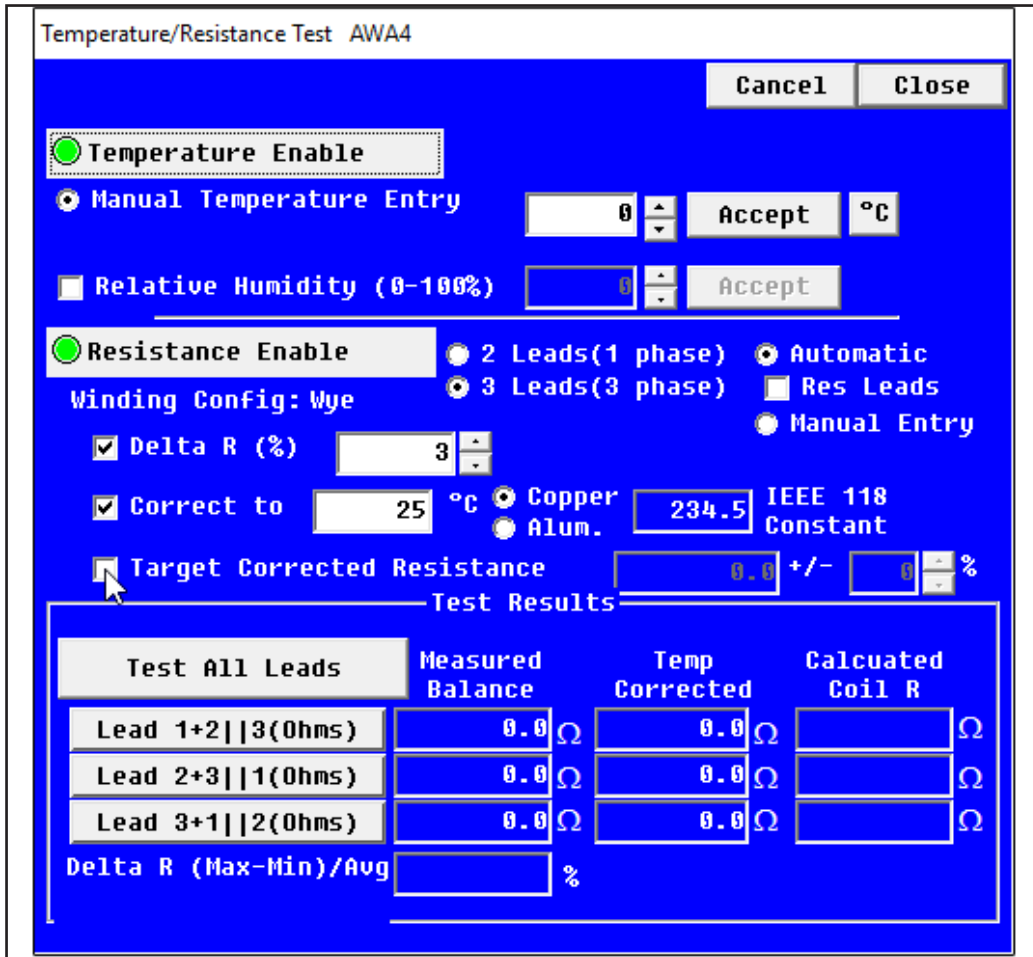 Temperature/Resistance Test AWA4
Cancel Close
Temperature Enable
Manual Temperature Entry 0 Accept °C
Relative Humidity (0-100%) 0 Accept
Resistance Enable 2 Leads(1 phase) Automatic
3 Leads(3 phase) Res Leads
Winding Config: Wye
Manual Entry
Delta R (%) 3
Correct to 25 °C Copper 234.5 IEEE 118
Alum. Constant
Target Corrected Resistance 0.0 +/- 0 %
Test Results
Test All Leads Measured Temp Calcuated
Balance Corrected Coil R
Lead 1+2||3(Ohms) 0.0 Ω 0.0 Ω Ω
Lead 2+3||1(Ohms) 0.0 Ω 0.0 Ω Ω
Lead 3+1||2(Ohms) 0.0 Ω 0.0 Ω Ω
Delta R (Max-Min)/Avg %